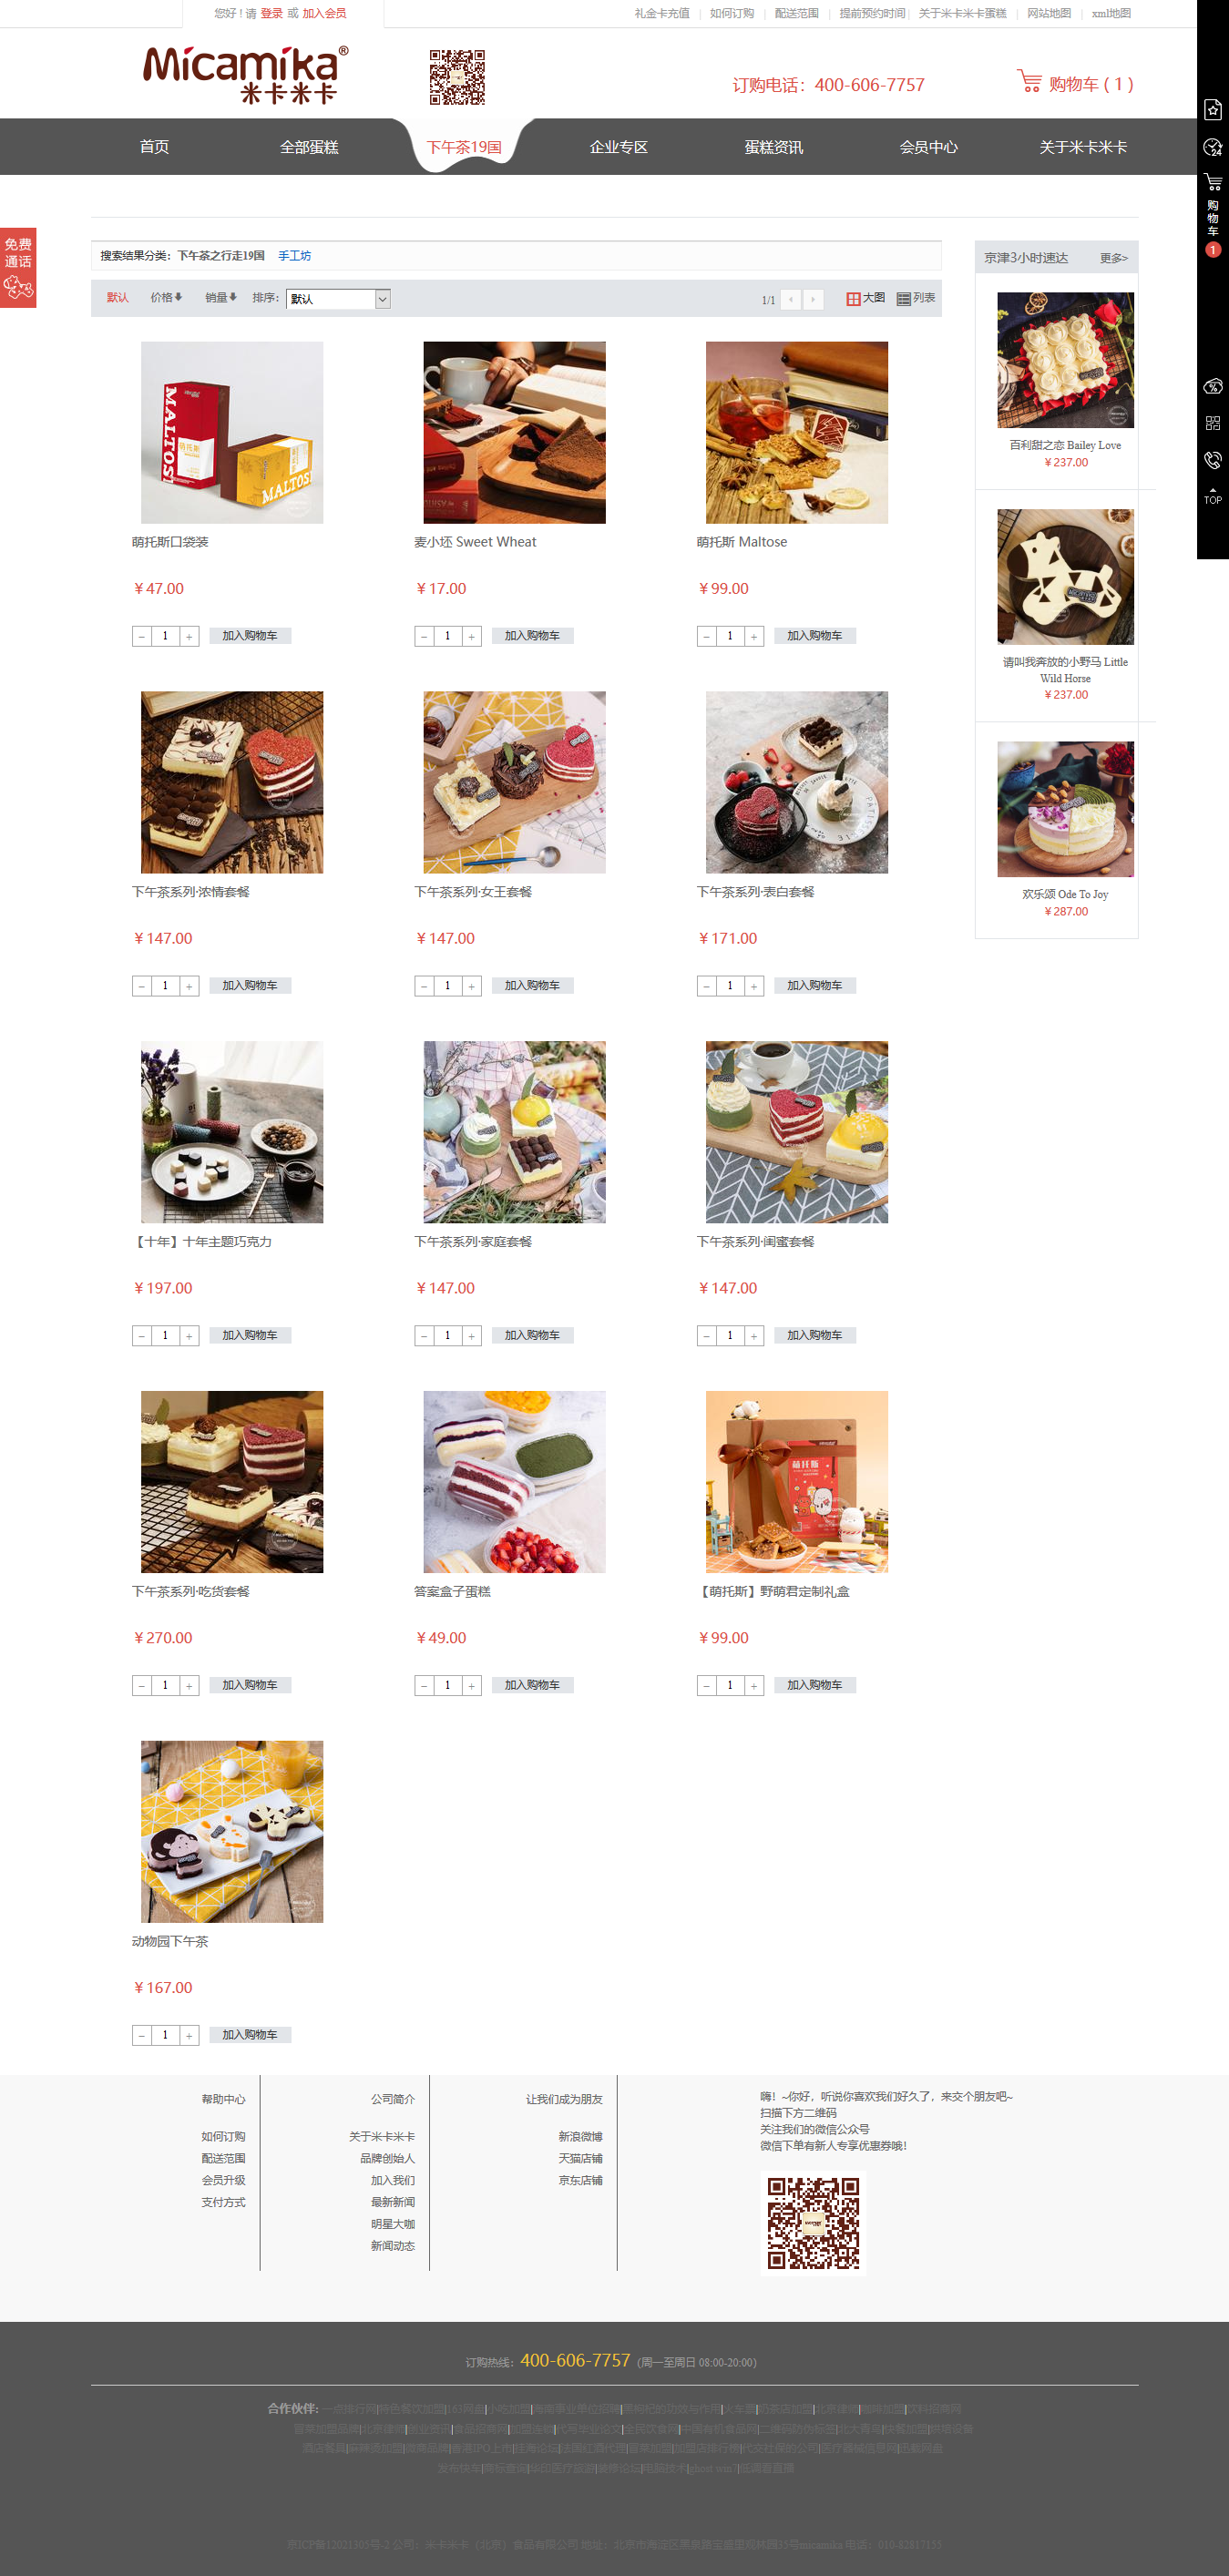 您好！请 登录 或 加入会员
礼金卡充值 | 如何订购 | 配送范围 | 提前预约时间 | 关于米卡米卡蛋糕 | 网站地图 | xml地图
Micamika®
米卡米卡
订购电话：400-606-7757
购物车 ( 1 )
首页 全部蛋糕 下午茶19国 企业专区 蛋糕资讯 会员中心 关于米卡米卡
24
购物车
1
TOP
免费
通话
搜索结果分类：下午茶之行走19国 手工坊
默认 价格 销量 排序： 默认 1/1 大图 列表
京津3小时速达 更多>
百利甜之恋 Bailey Love
￥237.00
请叫我奔放的小野马 Little
Wild Horse
￥237.00
欢乐颂 Ode To Joy
￥287.00
MALTOS
萌托斯口袋装 麦小坯 Sweet Wheat 萌托斯 Maltose
￥47.00 ￥17.00 ￥99.00
− 1 + 加入购物车 − 1 + 加入购物车 − 1 + 加入购物车
下午茶系列·浓情套餐 下午茶系列·女王套餐 下午茶系列·表白套餐
￥147.00 ￥147.00 ￥171.00
− 1 + 加入购物车 − 1 + 加入购物车 − 1 + 加入购物车
【十年】十年主题巧克力 下午茶系列·家庭套餐 下午茶系列·闺蜜套餐
￥197.00 ￥147.00 ￥147.00
− 1 + 加入购物车 − 1 + 加入购物车 − 1 + 加入购物车
下午茶系列·吃货套餐 答案盒子蛋糕 【萌托斯】野萌君定制礼盒
￥270.00 ￥49.00 ￥99.00
− 1 + 加入购物车 − 1 + 加入购物车 − 1 + 加入购物车
动物园下午茶
￥167.00
− 1 + 加入购物车
帮助中心
如何订购
配送范围
会员升级
支付方式
公司简介
关于米卡米卡
品牌创始人
加入我们
最新新闻
明星大咖
新闻动态
让我们成为朋友
新浪微博
天猫店铺
京东店铺
嗨！~你好，听说你喜欢我们好久了，来交个朋友吧~
扫描下方二维码
关注我们的微信公众号
微信下单有新人专享优惠券哦！
订购热线：400-606-7757（周一至周日 08:00-20:00）
合作伙伴: